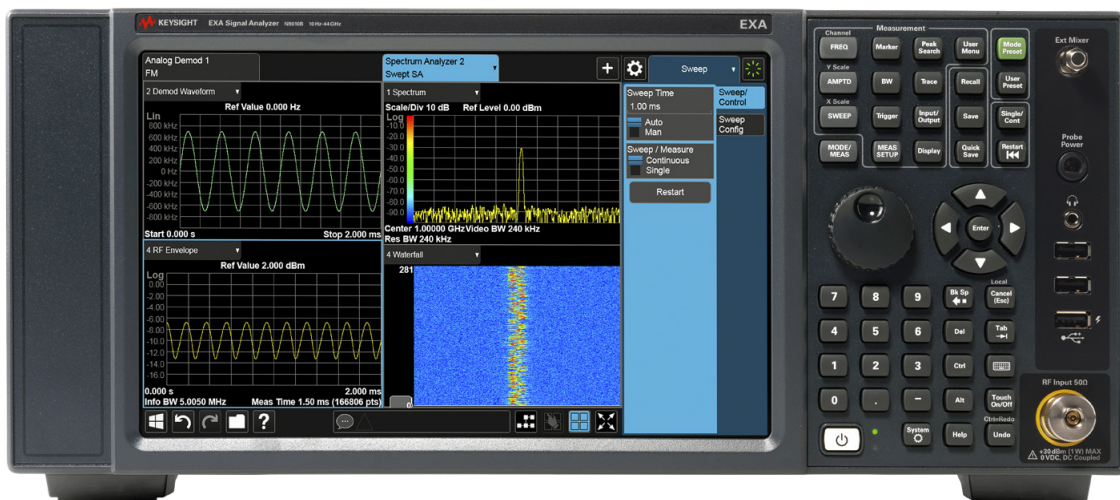 KEYSIGHT EXA Signal Analyzer N9010B 10 Hz-44 GHz
EXA
Analog Demod 1
FM
Spectrum Analyzer 2
Swept SA
+
Sweep
2 Demod Waveform
Ref Value 0.000 Hz
Lin
800 kHz
600 kHz
400 kHz
200 kHz
0 Hz
-200 kHz
-400 kHz
-600 kHz
-800 kHz
Start 0.000 s Stop 2.000 ms
1 Spectrum
Scale/Div 10 dB Ref Level 0.00 dBm
Log
-10.0
-20.0
-30.0
-40.0
-50.0
-60.0
-70.0
-80.0
-90.0
Center 1.00000 GHz Video BW 240 kHz
Res BW 240 kHz
4 RF Envelope
Ref Value 2.000 dBm
Log
0.00
-2.00
-4.00
-6.00
-8.00
-10.0
-12.0
-14.0
-16.0
0.000 s 2.000 ms
Info BW 5.0050 MHz Meas Time 1.50 ms (166806 pts)
4 Waterfall
281
0
Sweep Time
1.00 ms
Auto
Man
Sweep / Measure
Continuous
Single
Restart
Sweep/
Control
Sweep
Config
?
Measurement
Channel
FREQ
Marker
Peak
Search
User
Menu
Mode
Preset
Y Scale
AMPTD
BW
Trace
Recall
User
Preset
X Scale
SWEEP
Trigger
Input/
Output
Save
Single/
Cont
MODE/
MEAS
MEAS
SETUP
Display
Quick
Save
Restart
Enter
Local
7
8
9
Bk Sp
Cancel
(Esc)
4
5
6
Del
Tab
1
2
3
Ctrl
0
.
−
Alt
Touch
On/Off
Ctrl=Redo
System
Help
Undo
Ext Mixer
Probe
Power
RF Input 50Ω
+30 dBm (1W) MAX
0 VDC, DC Coupled